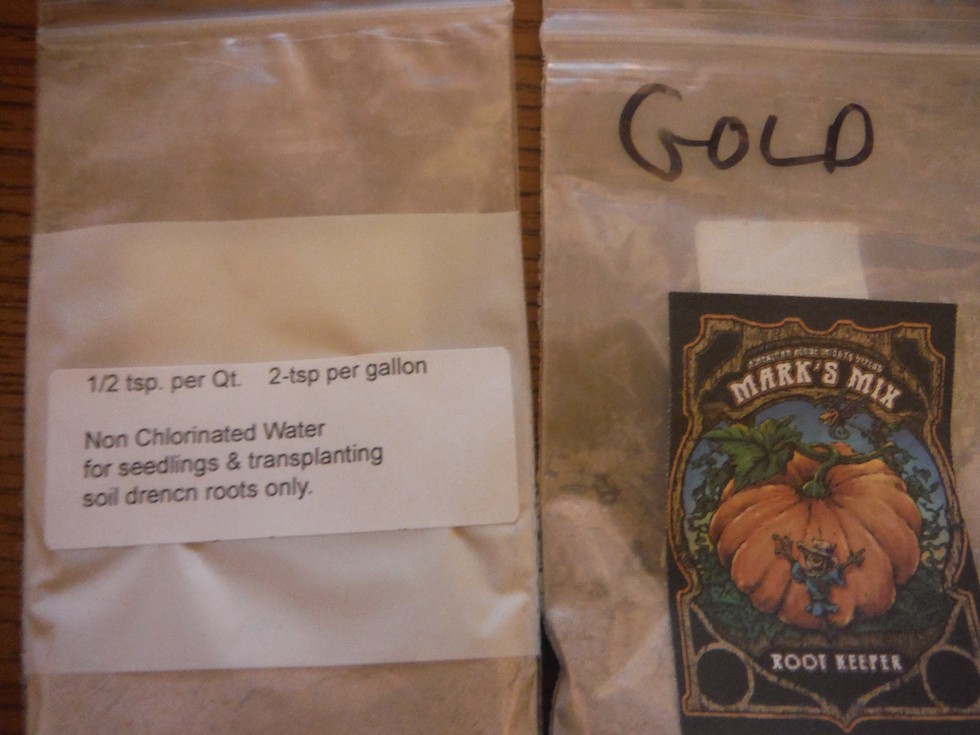 1/2 tsp. per Qt. 2-tsp per gallon
Non Chlorinated Water
for seedlings & transplanting
soil drencn roots only.
GOLD
MARK'S MIX
ROOT KEEPER